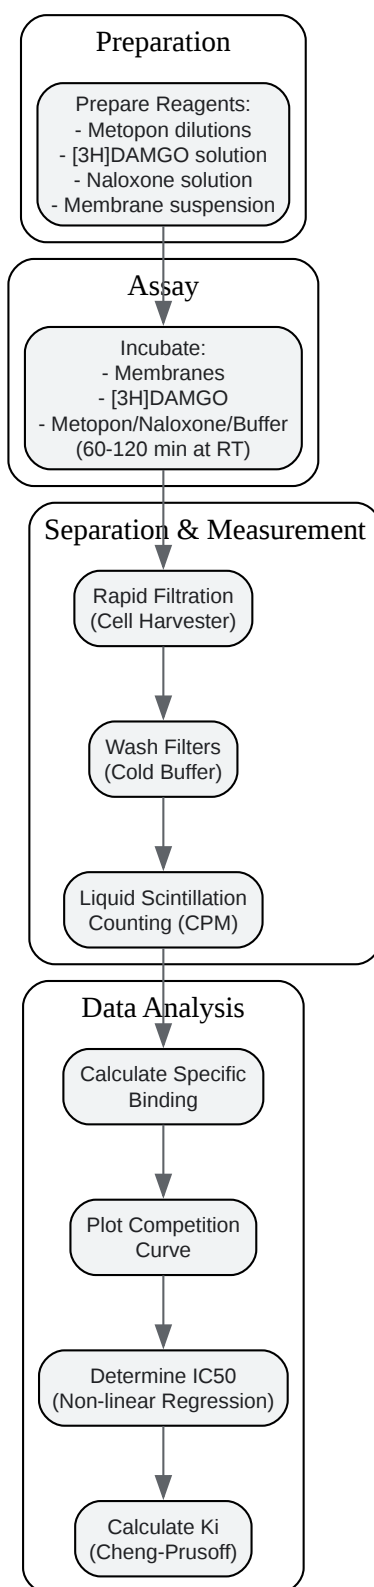 Preparation
Prepare Reagents:
- Metopon dilutions
- [3H]DAMGO solution
- Naloxone solution
- Membrane suspension
Assay
Incubate:
- Membranes
- [3H]DAMGO
- Metopon/Naloxone/Buffer
(60-120 min at RT)
Separation & Measurement
Rapid Filtration
(Cell Harvester)
Wash Filters
(Cold Buffer)
Liquid Scintillation
Counting (CPM)
Data Analysis
Calculate Specific
Binding
Plot Competition
Curve
Determine IC50
(Non-linear Regression)
Calculate Ki
(Cheng-Prusoff)